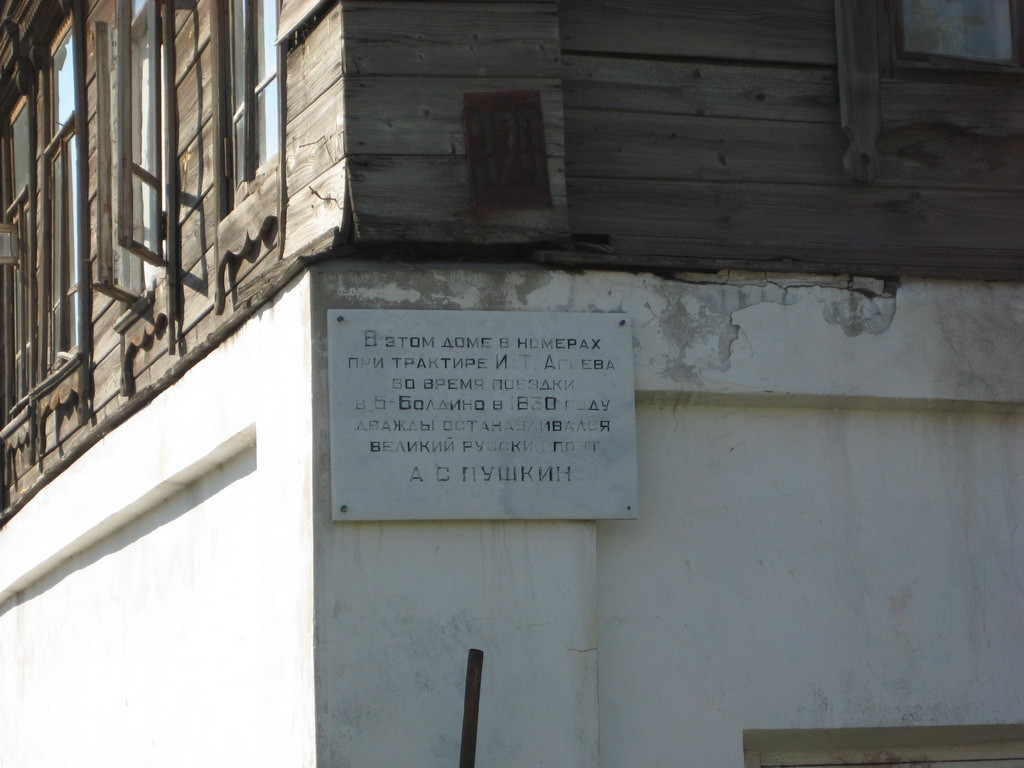 В ЭТОМ ДОМЕ В НОМЕРАХ
ПРИ ТРАКТИРЕ И.Т. АГЕЕВА
ВО ВРЕМЯ ПОЕЗДКИ
В Б-БОЛДИНО В 1830 ГОДУ
ДВАЖДЫ ОСТАНАВЛИВАЛСЯ
ВЕЛИКИЙ РУССКИЙ ПОЭТ
А С ПУШКИН